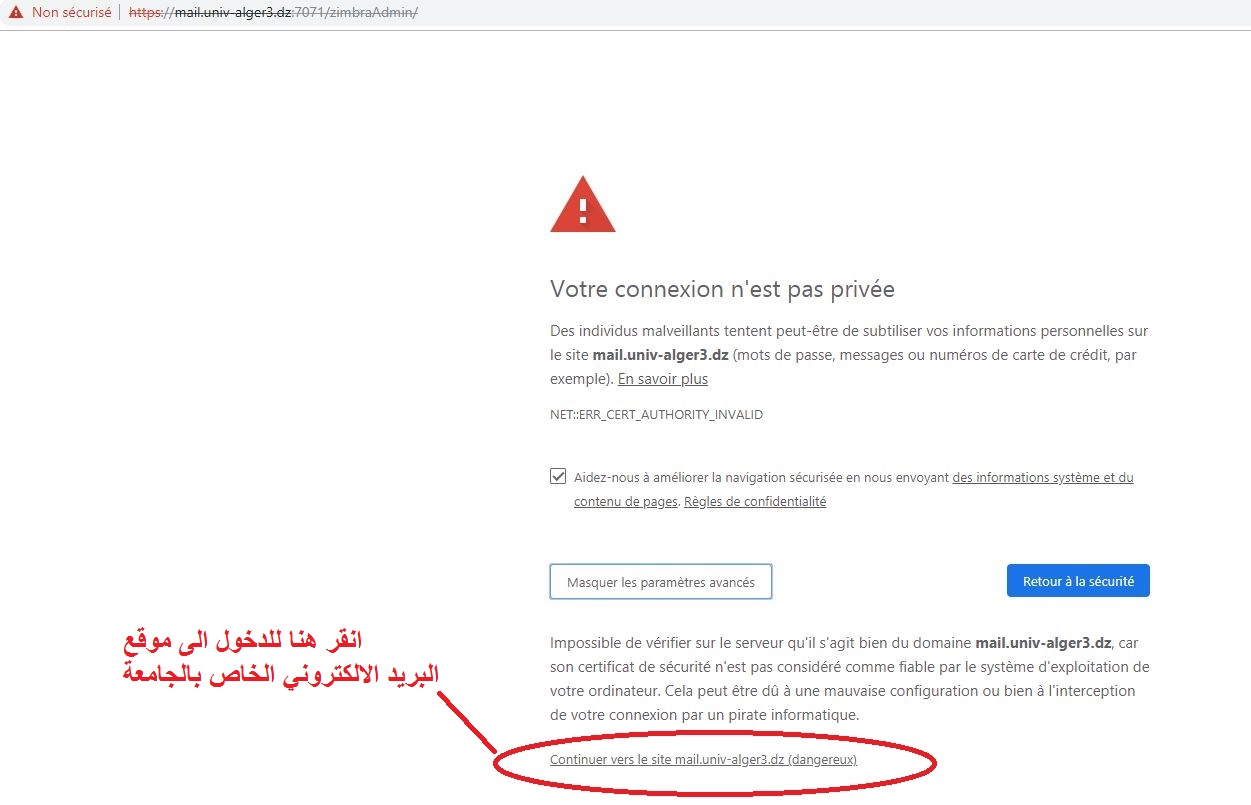 Non sécurisé | https://mail.univ-alger3.dz:7071/zimbraAdmin/
Votre connexion n'est pas privée
Des individus malveillants tentent peut-être de subtiliser vos informations personnelles sur
le site mail.univ-alger3.dz (mots de passe, messages ou numéros de carte de crédit, par
exemple). En savoir plus
NET::ERR_CERT_AUTHORITY_INVALID
Aidez-nous à améliorer la navigation sécurisée en nous envoyant des informations système et du
contenu de pages. Règles de confidentialité
Masquer les paramètres avancés
Retour à la sécurité
انقر هنا للدخول الى موقع
البريد الالكتروني الخاص بالجامعة
Impossible de vérifier sur le serveur qu'il s'agit bien du domaine mail.univ-alger3.dz, car
son certificat de sécurité n'est pas considéré comme fiable par le système d'exploitation de
votre ordinateur. Cela peut être dû à une mauvaise configuration ou bien à l'interception
de votre connexion par un pirate informatique.
Continuer vers le site mail.univ-alger3.dz (dangereux)